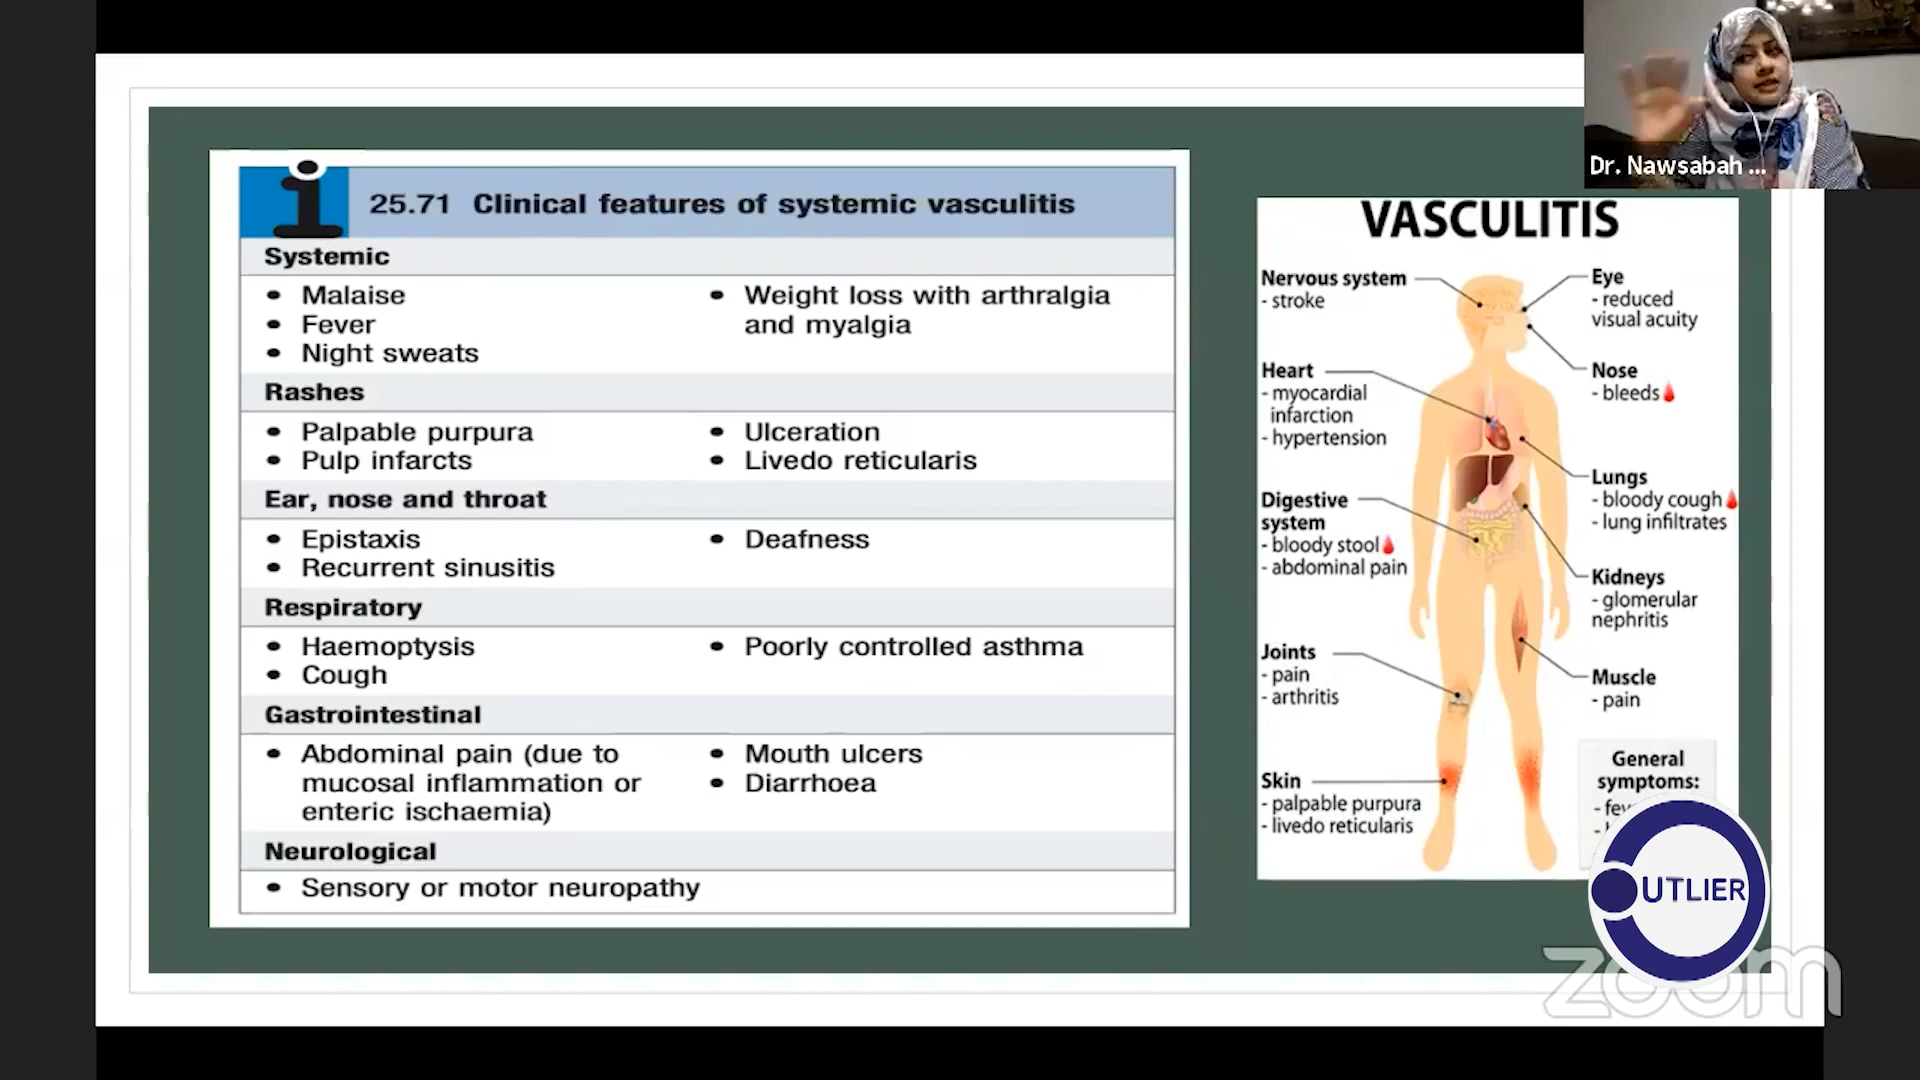 Dr. Nawsabah ...
25.71 Clinical features of systemic vasculitis
Systemic
• Malaise
• Fever
• Night sweats
• Weight loss with arthralgia
and myalgia
Rashes
• Palpable purpura
• Pulp infarcts
• Ulceration
• Livedo reticularis
Ear, nose and throat
• Epistaxis
• Recurrent sinusitis
• Deafness
Respiratory
• Haemoptysis
• Cough
• Poorly controlled asthma
Gastrointestinal
• Abdominal pain (due to
mucosal inflammation or
enteric ischaemia)
• Mouth ulcers
• Diarrhoea
Neurological
• Sensory or motor neuropathy
VASCULITIS
Nervous system
- stroke
Heart
- myocardial
infarction
- hypertension
Digestive
system
- bloody stool
- abdominal pain
Joints
- pain
- arthritis
Skin
- palpable purpura
- livedo reticularis
Eye
- reduced
visual acuity
Nose
- bleeds
Lungs
- bloody cough
- lung infiltrates
Kidneys
- glomerular
nephritis
Muscle
- pain
General
symptoms:
OUTLIER
zoom